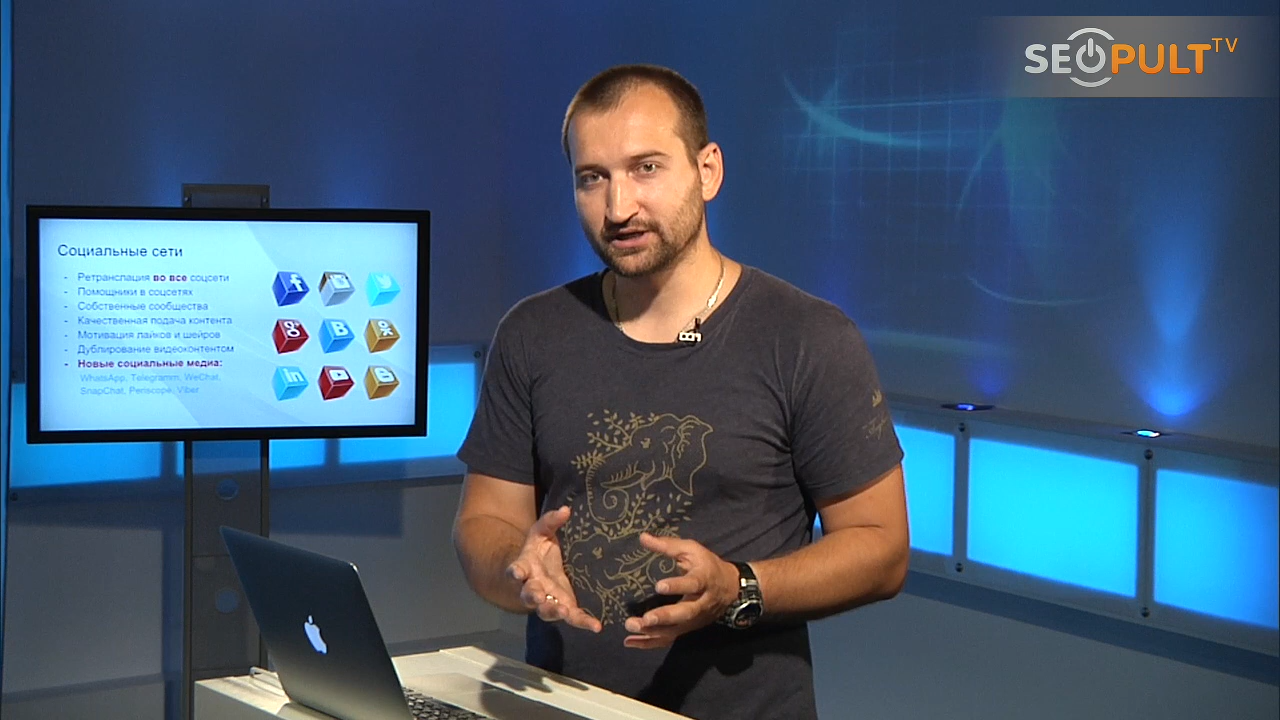 SEOPULT TV
Социальные сети
- Ретрансляция во все соцсети
- Помощники в соцсетях
- Собственные сообщества
- Качественная подача контента
- Мотивация лайков и шейров
- Дублирование видеоконтентом
- Новые социальные медиа:
WhatsApp, Telegramm, WeChat,
SnapChat, Periscope, Viber